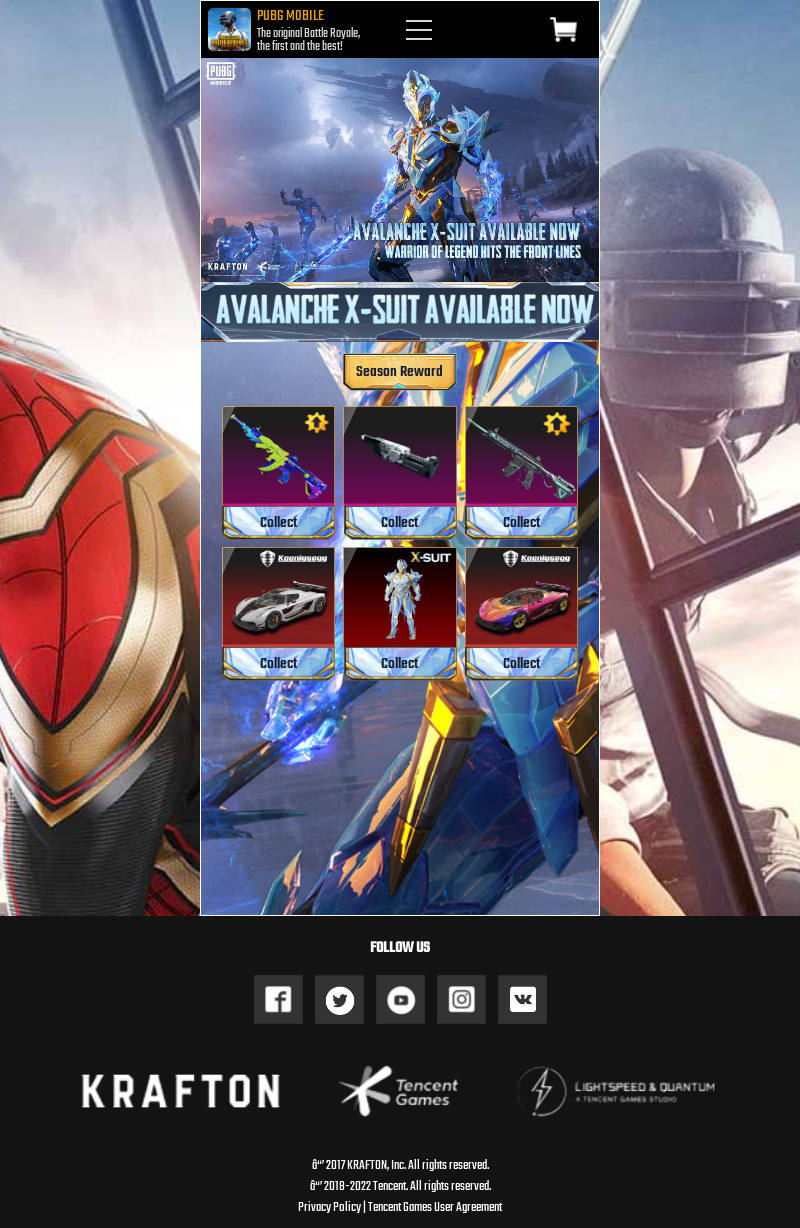 PUBG MOBILE
The original Battle Royale,
the first and the best!
PUBG
MOBILE
AVALANCHE X-SUIT AVAILABLE NOW
WARRIOR OF LEGEND HITS THE FRONT LINES
KRAFTON
AVALANCHE X-SUIT AVAILABLE NOW
Season Reward
Collect
Collect
Collect
Koenigsegg
X-SUIT
Koenigsegg
Collect
Collect
Collect
FOLLOW US
KRAFTON
Tencent
Games
LIGHTSPEED & QUANTUM
A TENCENT GAMES STUDIO
â“’ 2017 KRAFTON, Inc. All rights reserved.
â“’ 2018-2022 Tencent. All rights reserved.
Privacy Policy | Tencent Games User Agreement